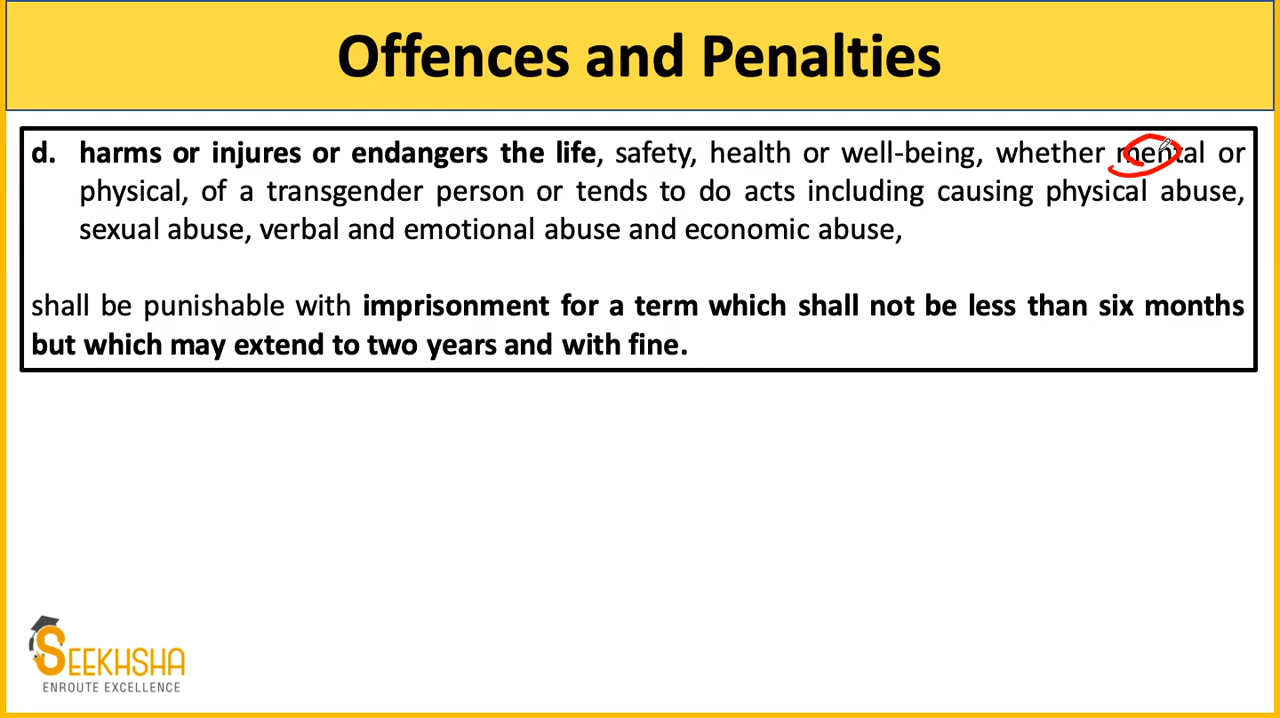 Offences and Penalties
d. harms or injures or endangers the life, safety, health or well-being, whether mental or
physical, of a transgender person or tends to do acts including causing physical abuse,
sexual abuse, verbal and emotional abuse and economic abuse,
shall be punishable with imprisonment for a term which shall not be less than six months
but which may extend to two years and with fine.
SEEKHSHA
ENROUTE EXCELLENCE